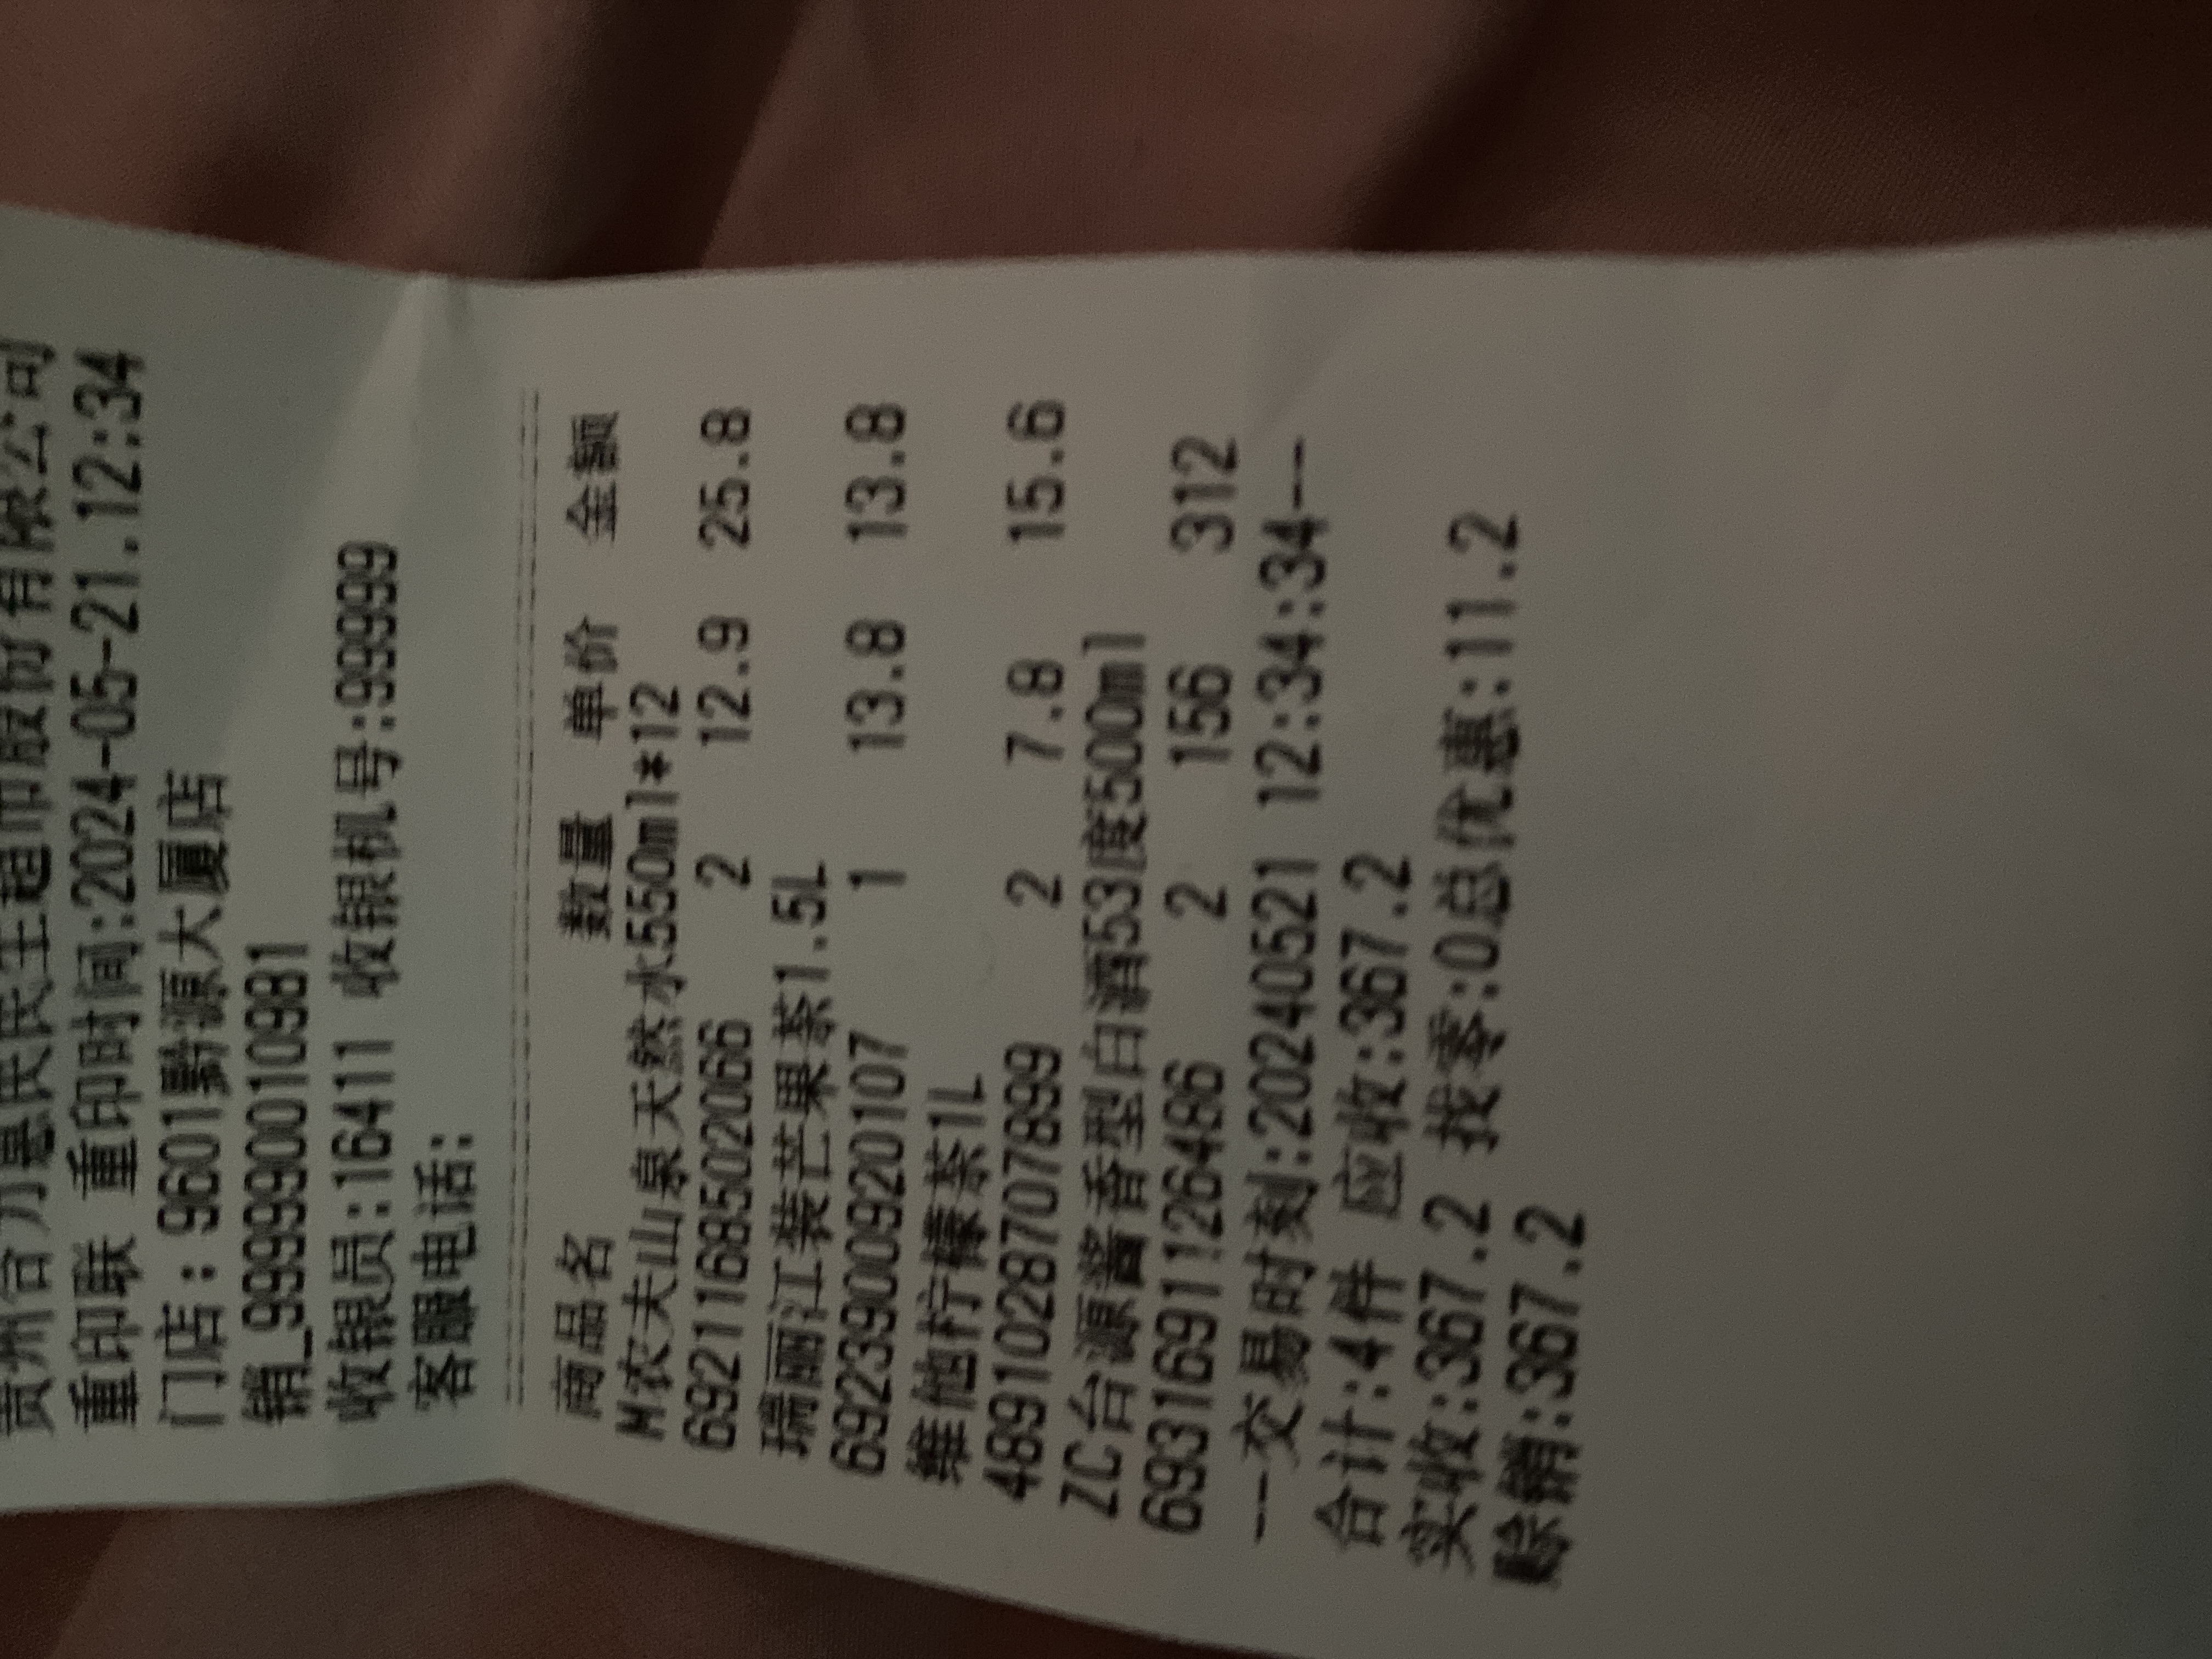 贵州合力惠民民生超市股份有限公司
重印联 重印时间:2024-05-21.12:34
门店: 9601黔源大厦店
销_999990010981
收银员:16411 收银机号:99999
客服电话:
商品名 数量 单价 金额
M农夫山泉天然水550ml*12
6921168502066 2 12.9 25.8
瑞丽江装芒果茶1.5L
6923900920107 1 13.8 13.8
维他柠檬茶1L
4891028707899 2 7.8 15.6
ZC台源酱香型白酒53度500ml
6931691126486 2 156 312
--交易时刻:20240521 12:34:34--
合计:4件 应收:367.2
实收:367.2 找零:0总优惠:11.2
赊销:367.2